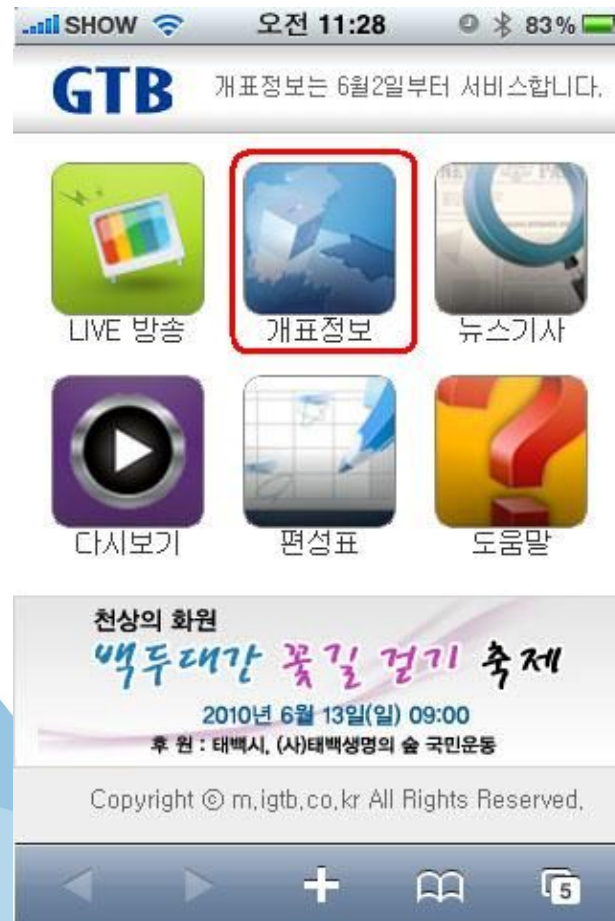 SHOW 오전 11:28 83%
GTB 개표정보는 6월2일부터 서비스합니다.
LIVE 방송 개표정보 뉴스기사
다시보기 편성표 도움말
천상의 화원
백두대간 꽃길 걷기 축제
2010년 6월 13일(일) 09:00
후 원 : 태백시, (사)태백생명의 숲 국민운동
Copyright ⓒ m.igtb.co.kr All Rights Reserved.
5